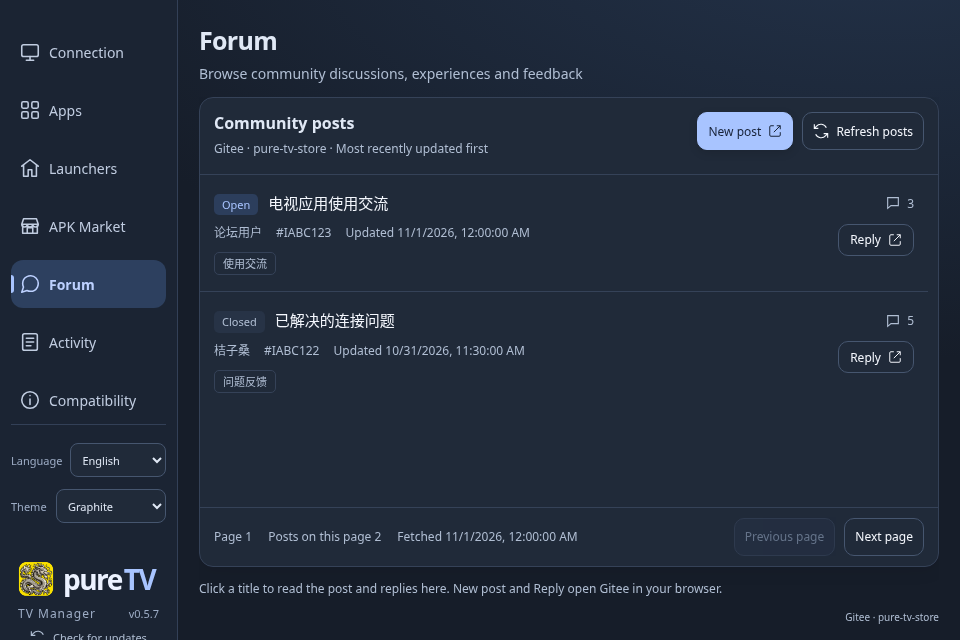 Connection
Apps
Launchers
APK Market
Forum
Activity
Compatibility
Language English
Theme Graphite
pureTV
TV Manager v0.5.7
Check for updates
Forum
Browse community discussions, experiences and feedback
Community posts
Gitee · pure-tv-store · Most recently updated first
New post
Refresh posts
Open 电视应用使用交流 3
论坛用户 #IABC123 Updated 11/1/2026, 12:00:00 AM
Reply
使用交流
Closed 已解决的连接问题 5
桔子桑 #IABC122 Updated 10/31/2026, 11:30:00 AM
Reply
问题反馈
Page 1 Posts on this page 2 Fetched 11/1/2026, 12:00:00 AM
Previous page Next page
Click a title to read the post and replies here. New post and Reply open Gitee in your browser.
Gitee · pure-tv-store